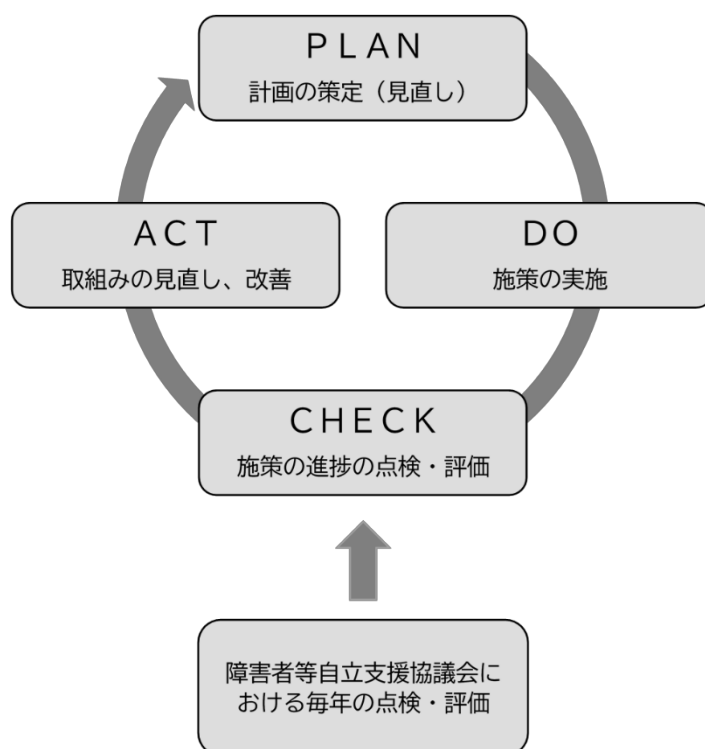 ＰＬＡＮ
計画の策定（見直し）
ＡＣＴ
取組みの見直し、改善
ＤＯ
施策の実施
ＣＨＥＣＫ
施策の進捗の点検・評価
障害者等自立支援協議会に
おける毎年の点検・評価